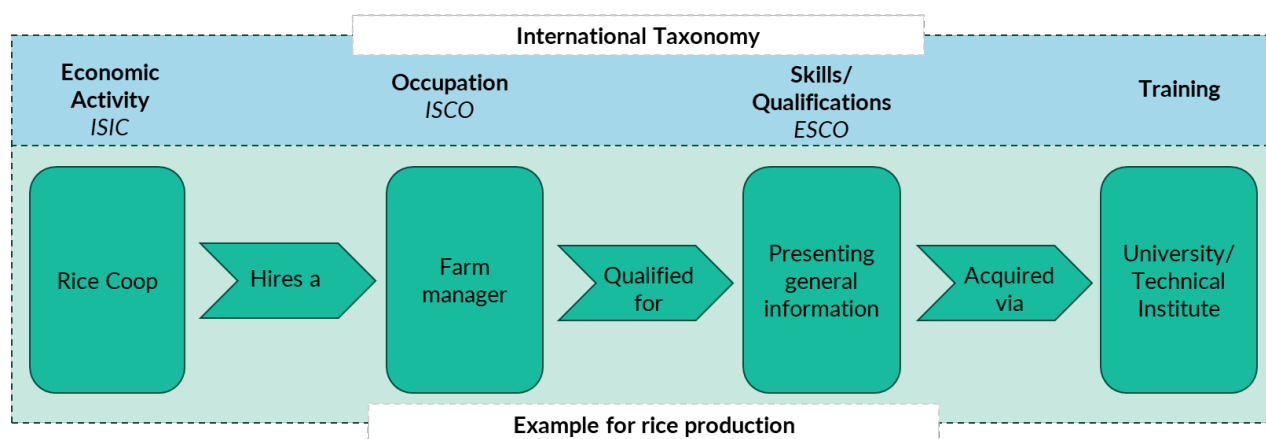 International Taxonomy
Economic
Activity
ISIC
Occupation
ISCO
Skills/
Qualifications
ESCO
Training
Rice Coop
Hires a
Farm
manager
Qualified
for
Presenting
general
information
Acquired
via
University/
Technical
Institute
Example for rice production